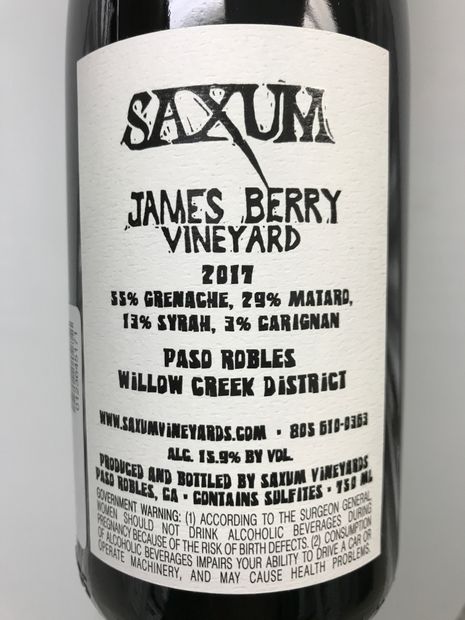 SAXUM
JAMES BERRY
VINEYARD
2017
55% GRENACHE, 29% MATARO,
13% SYRAH, 3% CARIGNAN
PASO ROBLES
WILLOW CREEK DISTRICT
WWW.SAXUMVINEYARDS.COM · 805 610-0363
ALC. 15.9% BY VOL.
PRODUCED AND BOTTLED BY SAXUM VINEYARDS
PASO ROBLES, CA · CONTAINS SULFITES · 750 ML
GOVERNMENT WARNING: (1) ACCORDING TO THE SURGEON GENERAL,
WOMEN SHOULD NOT DRINK ALCOHOLIC BEVERAGES DURING
PREGNANCY BECAUSE OF THE RISK OF BIRTH DEFECTS. (2) CONSUMPTION
OF ALCOHOLIC BEVERAGES IMPAIRS YOUR ABILITY TO DRIVE A CAR OR
OPERATE MACHINERY, AND MAY CAUSE HEALTH PROBLEMS.